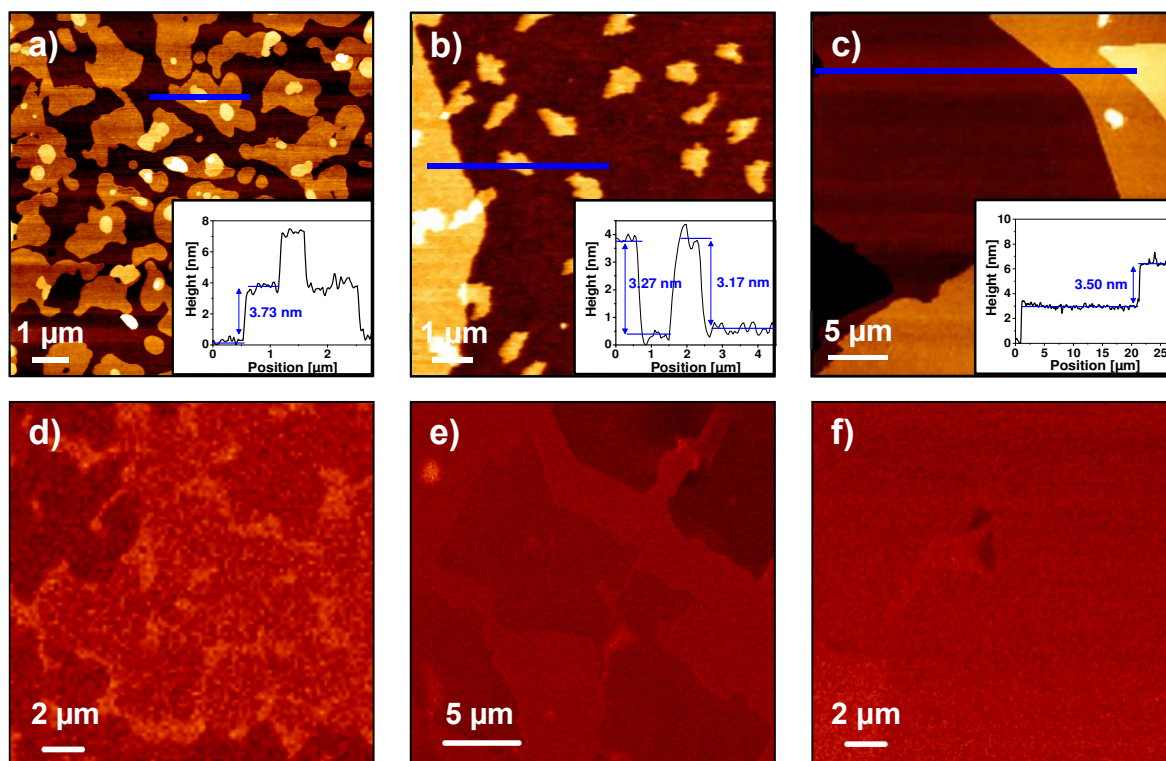 a)
1 µm
Height [nm]
8
6
4
2
0
3.73 nm
0 1 2
Position [µm]
b)
1 µm
Height [nm]
4
3
2
1
0
3.27 nm
3.17 nm
0 1 2 3 4
Position [µm]
c)
5 µm
Height [nm]
10
8
6
4
2
0
3.50 nm
0 5 10 15 20 25
Position [µm]
d)
2 µm
e)
5 µm
f)
2 µm